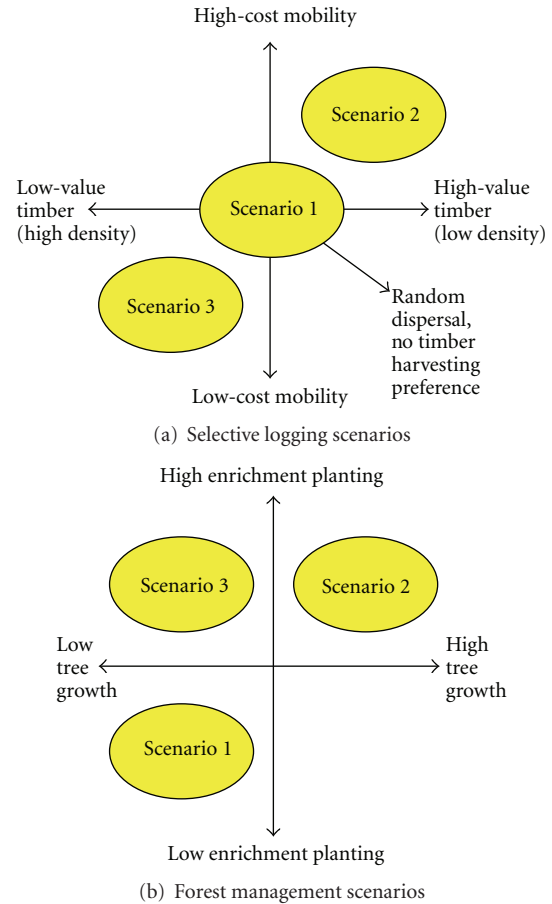 High-cost mobility
Scenario 2
Low-value
timber
(high density)
Scenario 1
High-value
timber
(low density)
Scenario 3
Random
dispersal,
no timber
harvesting
preference
Low-cost mobility
(a) Selective logging scenarios
High enrichment planting
Scenario 3
Scenario 2
Low
tree
growth
High
tree
growth
Scenario 1
Low enrichment planting
(b) Forest management scenarios